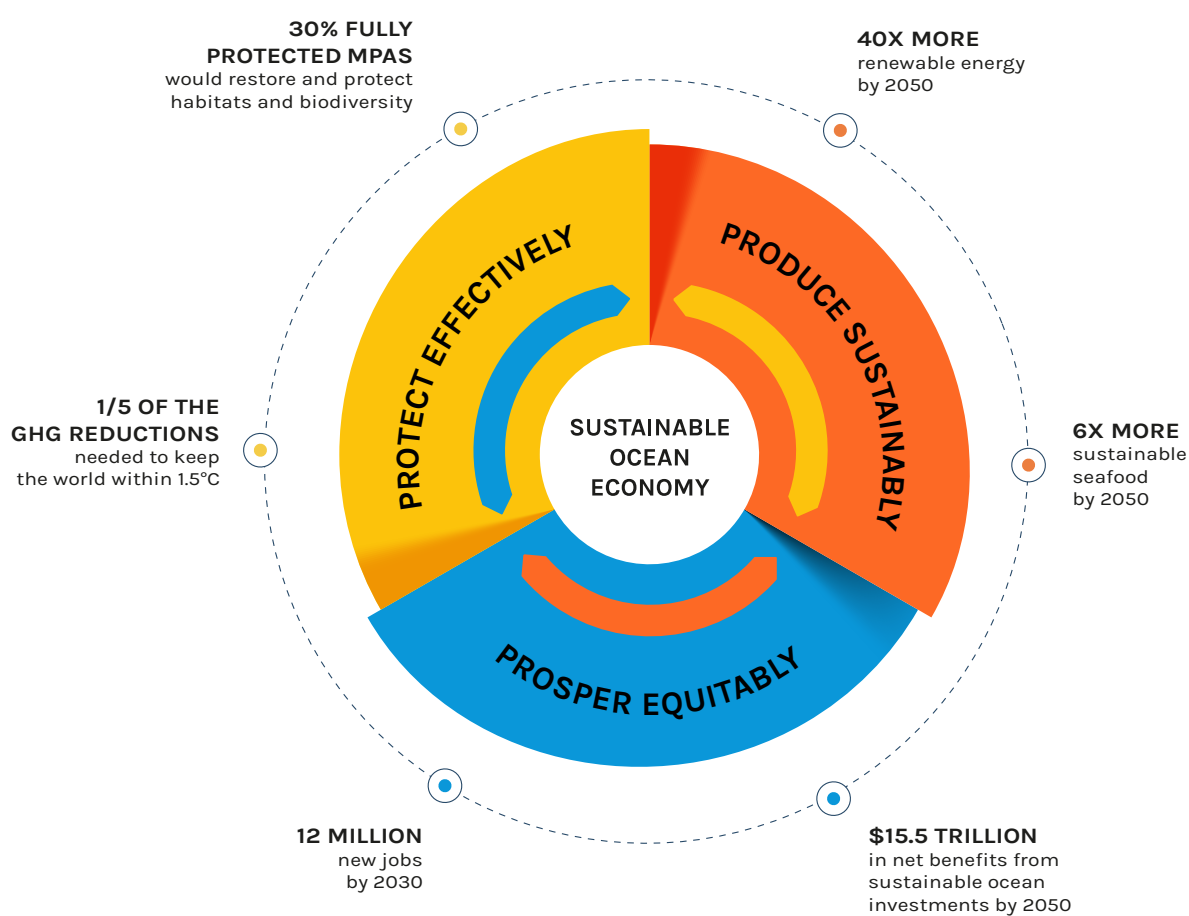 30% FULLY
PROTECTED MPAS
would restore and protect
habitats and biodiversity
40X MORE
renewable energy
by 2050
PROTECT EFFECTIVELY
PRODUCE SUSTAINABLY
1/5 OF THE
GHG REDUCTIONS
needed to keep
the world within 1.5°C
SUSTAINABLE
OCEAN
ECONOMY
6X MORE
sustainable
seafood
by 2050
PROSPER EQUITABLY
12 MILLION
new jobs
by 2030
$15.5 TRILLION
in net benefits from
sustainable ocean
investments by 2050